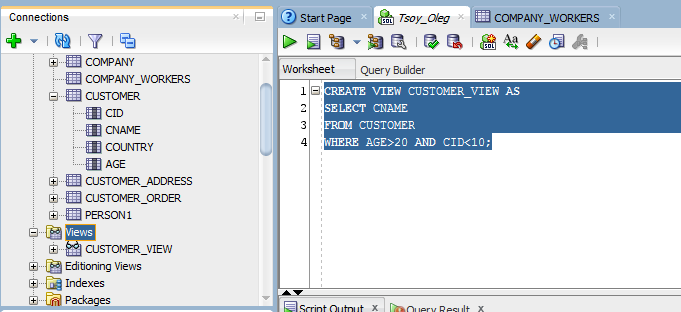 Connections
COMPANY
COMPANY_WORKERS
CUSTOMER
CID
CNAME
COUNTRY
AGE
CUSTOMER_ADDRESS
CUSTOMER_ORDER
PERSON1
Views
CUSTOMER_VIEW
Editioning Views
Indexes
Packages
Start Page
Tsoy_Oleg
COMPANY_WORKERS
SQL
Worksheet
Query Builder
1 CREATE VIEW CUSTOMER_VIEW AS
2 SELECT CNAME
3 FROM CUSTOMER
4 WHERE AGE>20 AND CID<10;
Script Output x
Query Result x